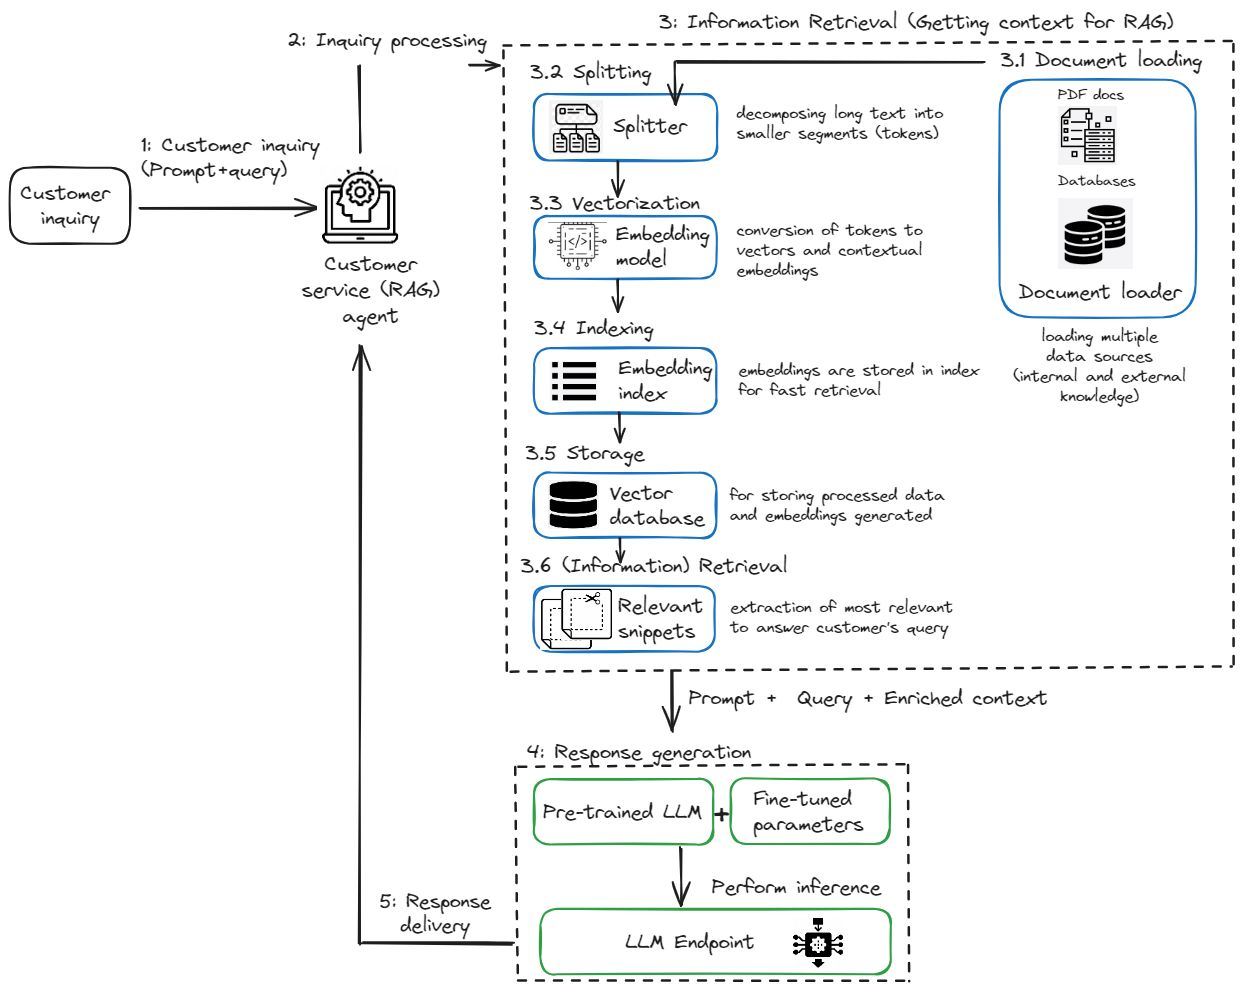 3: Information Retrieval (Getting context for RAG)
2: Inquiry processing
3.1 Document loading
3.2 Splitting
PDF docs
Splitter
decomposing long text into
smaller segments (tokens)
1: Customer inquiry
(Prompt+query)
Databases
Customer
inquiry
3.3 Vectorization
Embedding
model
conversion of tokens to
vectors and contextual
embeddings
Customer
service (RAG)
agent
Document loader
3.4 Indexing
loading multiple
data sources
(internal and external
knowledge)
Embedding
index
embeddings are stored in index
for fast retrieval
3.5 Storage
Vector
database
for storing processed data
and embeddings generated
3.6 (Information) Retrieval
Relevant
snippets
extraction of most relevant
to answer customer's query
Prompt + Query + Enriched context
4: Response generation
Pre-trained LLM
+
Fine-tuned
parameters
Perform inference
5: Response
delivery
LLM Endpoint